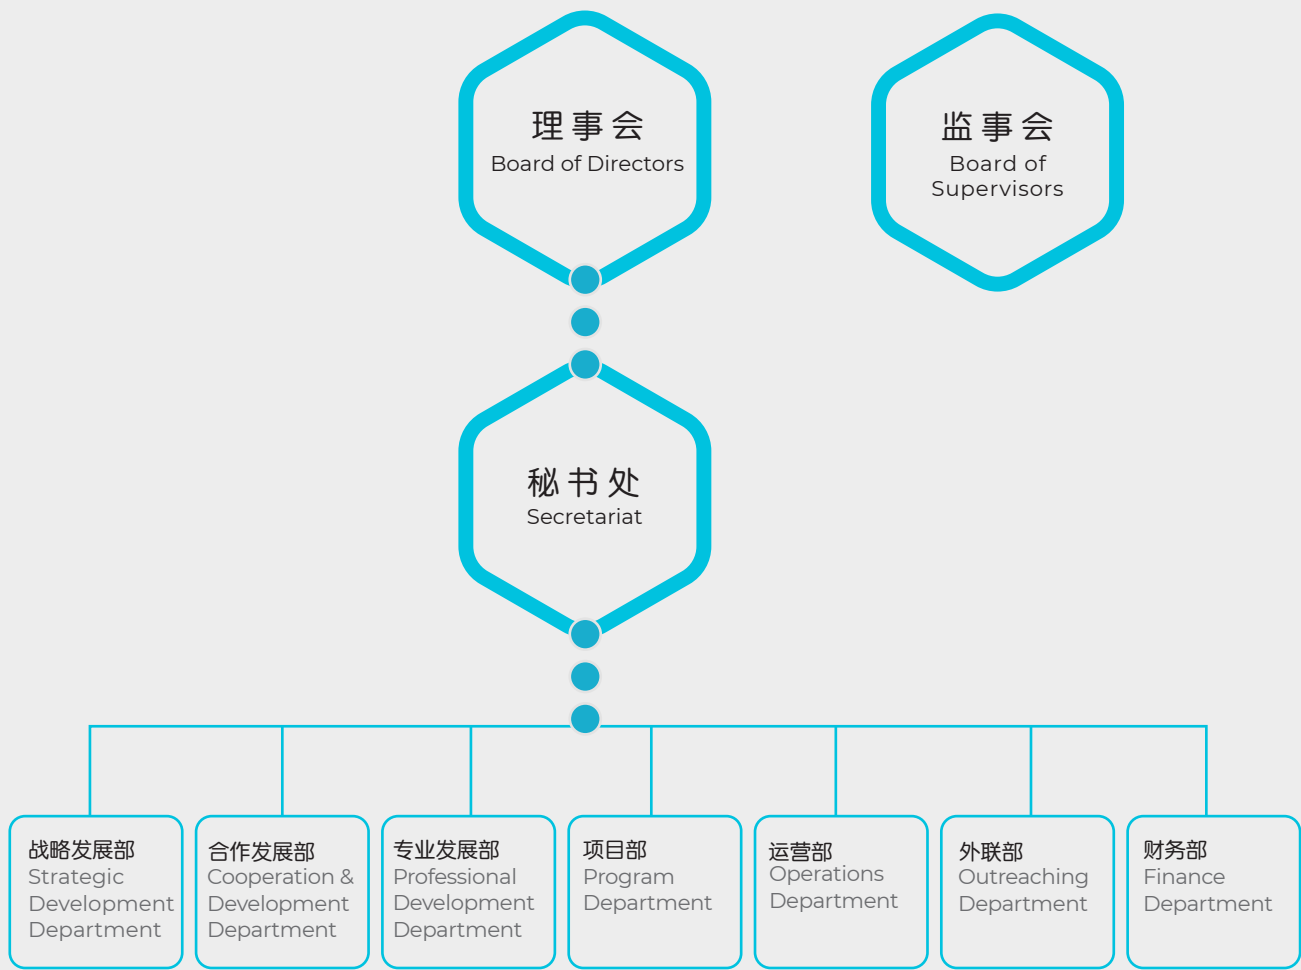 理事会
Board of Directors
监事会
Board of
Supervisors
秘书处
Secretariat
战略发展部
Strategic
Development
Department
合作发展部
Cooperation &
Development
Department
专业发展部
Professional
Development
Department
项目部
Program
Department
运营部
Operations
Department
外联部
Outreaching
Department
财务部
Finance
Department